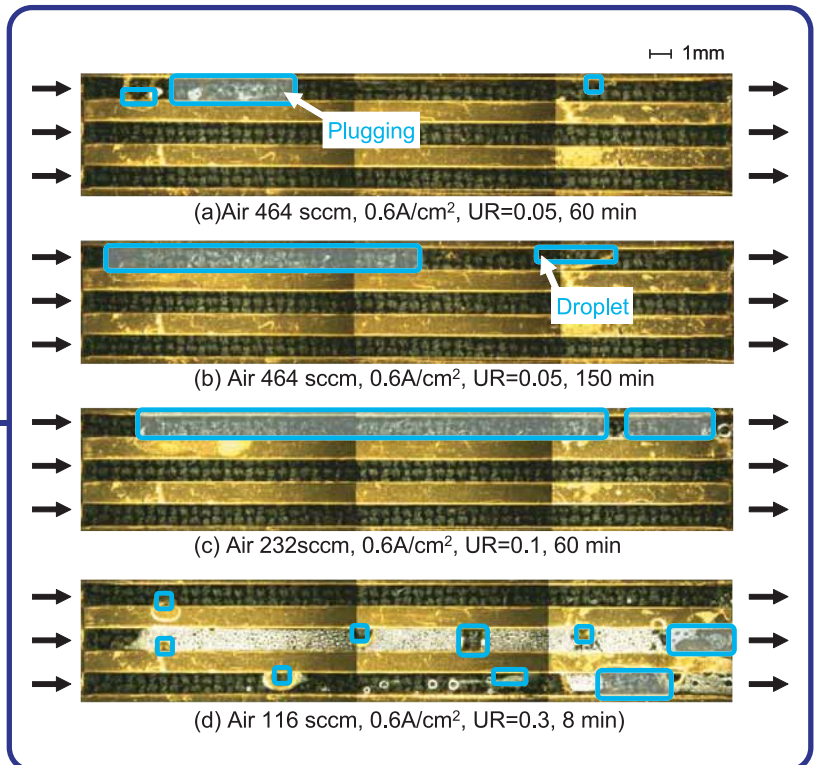 1mm
Plugging
(a)Air 464 sccm, 0.6A/cm², UR=0.05, 60 min
Droplet
(b) Air 464 sccm, 0.6A/cm², UR=0.05, 150 min
(c) Air 232sccm, 0.6A/cm², UR=0.1, 60 min
(d) Air 116 sccm, 0.6A/cm², UR=0.3, 8 min)